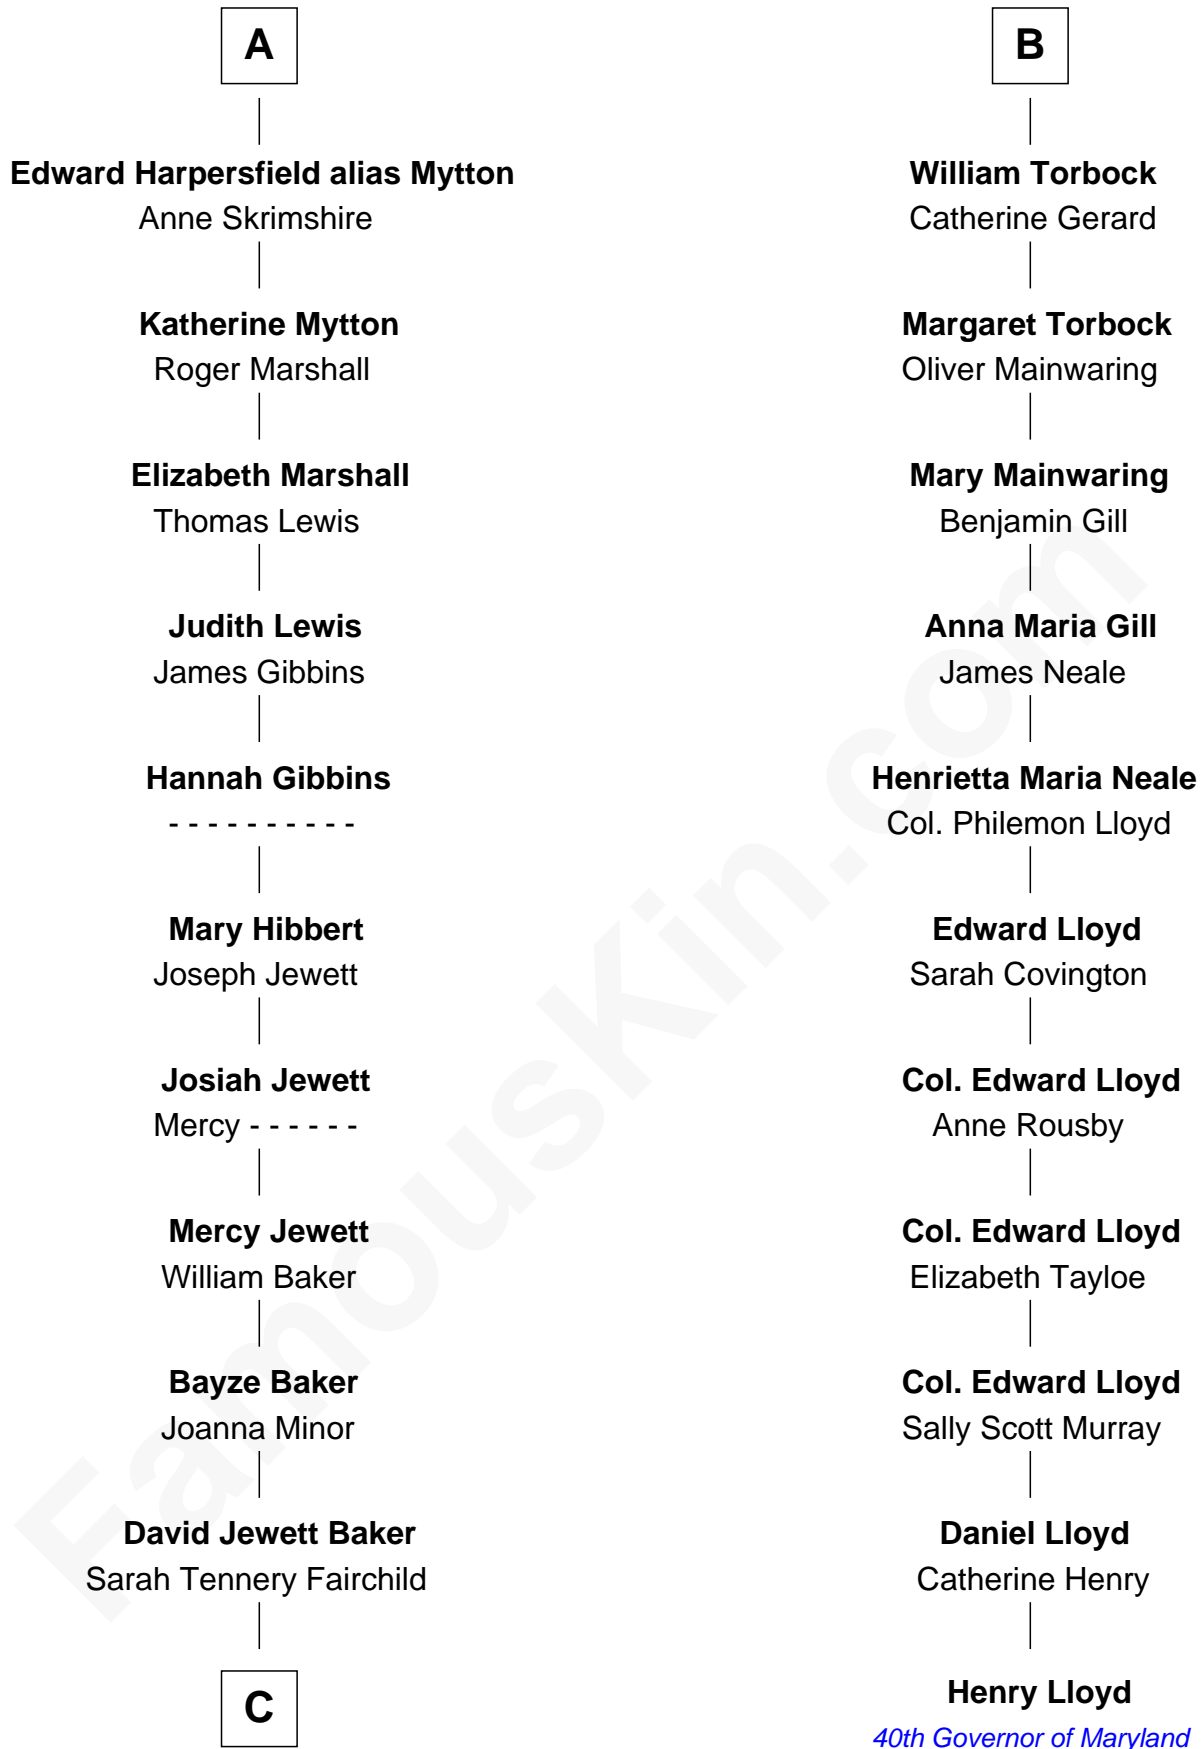 A
Edward Harpersfield alias Mytton
Anne Skrimshire
Katherine Mytton
Roger Marshall
Elizabeth Marshall
Thomas Lewis
Judith Lewis
James Gibbins
Hannah Gibbins
- - - - - - - - - -
Mary Hibbert
Joseph Jewett
Josiah Jewett
Mercy - - - - - -
Mercy Jewett
William Baker
Bayze Baker
Joanna Minor
David Jewett Baker
Sarah Tennery Fairchild
C
B
William Torbock
Catherine Gerard
Margaret Torbock
Oliver Mainwaring
Mary Mainwaring
Benjamin Gill
Anna Maria Gill
James Neale
Henrietta Maria Neale
Col. Philemon Lloyd
Edward Lloyd
Sarah Covington
Col. Edward Lloyd
Anne Rousby
Col. Edward Lloyd
Elizabeth Tayloe
Col. Edward Lloyd
Sally Scott Murray
Daniel Lloyd
Catherine Henry
Henry Lloyd
40th Governor of Maryland
FamousKin.com